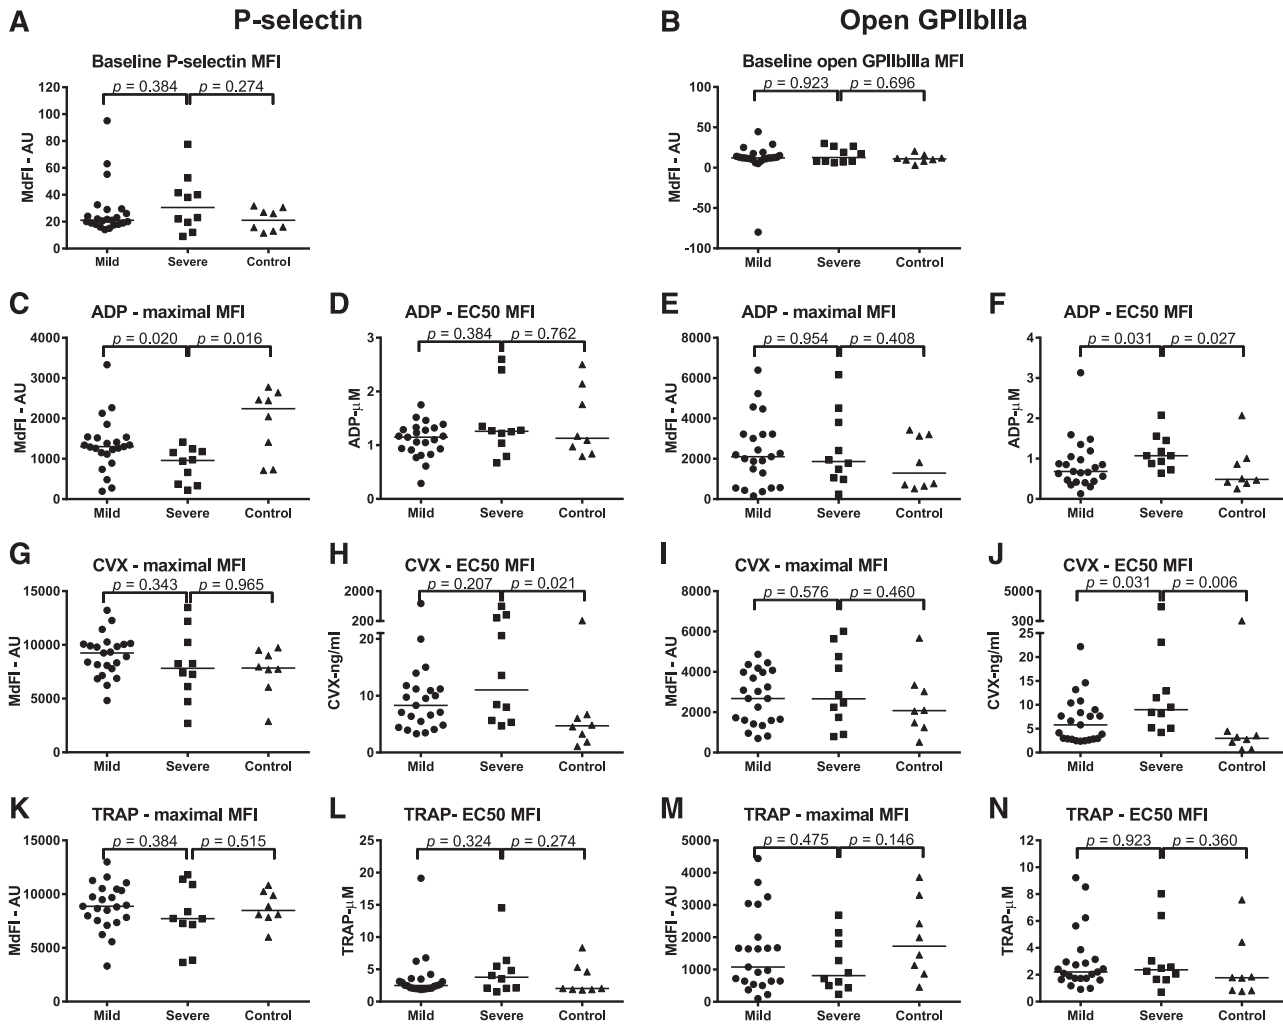 A P-selectin B Open GPIIbIIIa
Baseline P-selectin MFI
p = 0.384 p = 0.274
MdFI - AU
120
100
80
60
40
20
0
Mild Severe Control
Baseline open GPIIbIIIa MFI
p = 0.923 p = 0.696
MdFI - AU
100
50
0
-50
-100
Mild Severe Control
C ADP - maximal MFI
p = 0.020 p = 0.016
MdFI - AU
4000
3000
2000
1000
0
Mild Severe Control
D ADP - EC50 MFI
p = 0.384 p = 0.762
ADP-μM
3
2
1
0
Mild Severe Control
E ADP - maximal MFI
p = 0.954 p = 0.408
MdFI - AU
8000
6000
4000
2000
0
Mild Severe Control
F ADP - EC50 MFI
p = 0.031 p = 0.027
ADP-μM
4
3
2
1
0
Mild Severe Control
G CVX - maximal MFI
p = 0.343 p = 0.965
MdFI - AU
15000
10000
5000
0
Mild Severe Control
H CVX - EC50 MFI
p = 0.207 p = 0.021
CVX-ng/ml
2000
200
20
10
0
Mild Severe Control
I CVX - maximal MFI
p = 0.576 p = 0.460
MdFI - AU
8000
6000
4000
2000
0
Mild Severe Control
J CVX - EC50 MFI
p = 0.031 p = 0.006
CVX-ng/ml
5000
300
25
20
15
10
5
0
Mild Severe Control
K TRAP - maximal MFI
p = 0.384 p = 0.515
MdFI - AU
15000
10000
5000
0
Mild Severe Control
L TRAP- EC50 MFI
p = 0.324 p = 0.274
TRAP-μM
25
20
15
10
5
0
Mild Severe Control
M TRAP - maximal MFI
p = 0.475 p = 0.146
MdFI - AU
5000
4000
3000
2000
1000
0
Mild Severe Control
N TRAP - EC50 MFI
p = 0.923 p = 0.360
TRAP-μM
12
10
8
6
4
2
0
Mild Severe Control